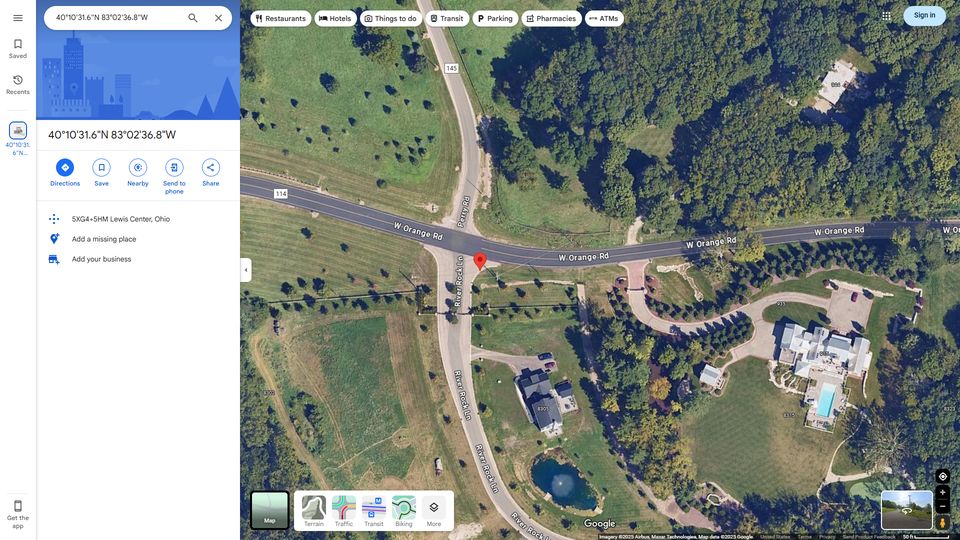 40°10'31.6"N 83°02'36.8"W
Restaurants
Hotels
Things to do
Transit
Parking
Pharmacies
ATMs
Sign in
Saved
Recents
40°10'31.
6"N...
40°10'31.6"N 83°02'36.8"W
Directions
Save
Nearby
Send to
phone
Share
5XG4+5HM Lewis Center, Ohio
Add a missing place
Add your business
Get the
app
145
114
Perry Rd
W Orange Rd
W Orange Rd
W Orange Rd
W Orange Rd
W O
River Rock Ln
River Rock Ln
River Rock Ln
River Rock L
8305
8315
8323
Map
Terrain
Traffic
Transit
Biking
More
Google
Imagery ©2025 Airbus, Maxar Technologies, Map data ©2025 Google
United States
Terms
Privacy
Send Product Feedback
50 ft